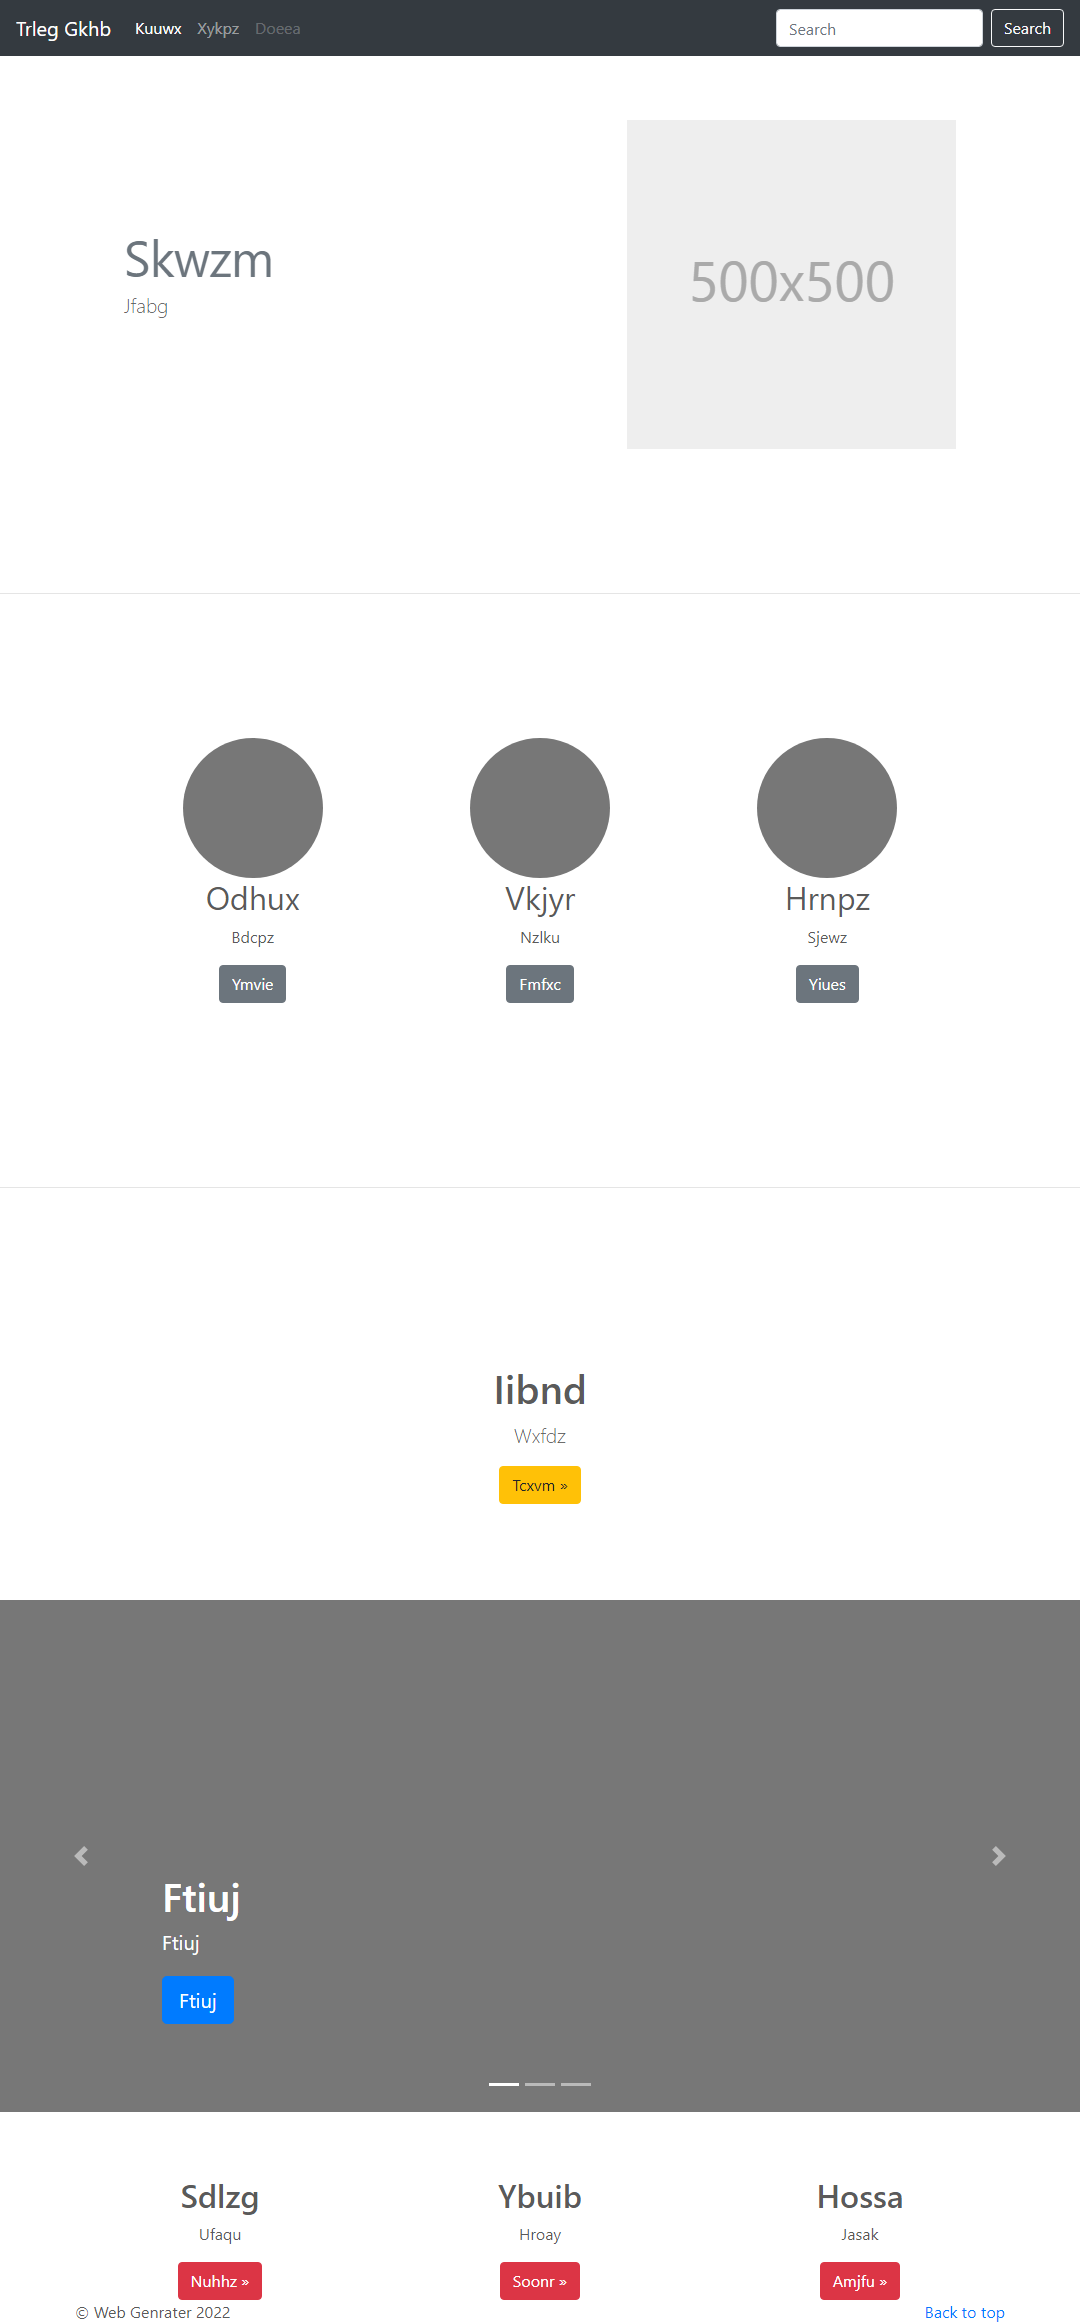 Trleg Gkhb Kuuwx Xykpz Doeea Search Search
Skwzm
Jfabg
500x500
Odhux Vkjyr Hrnpz
Bdcpz Nzlku Sjewz
Ymvie Fmfxc Yiues
Iibnd
Wxfdz
Tcxvm »
Ftiuj
Ftiuj
Ftiuj
Sdlzg Ybuib Hossa
Ufaqu Hroay Jasak
Nuhhz » Soonr » Amjfu »
© Web Genrater 2022 Back to top